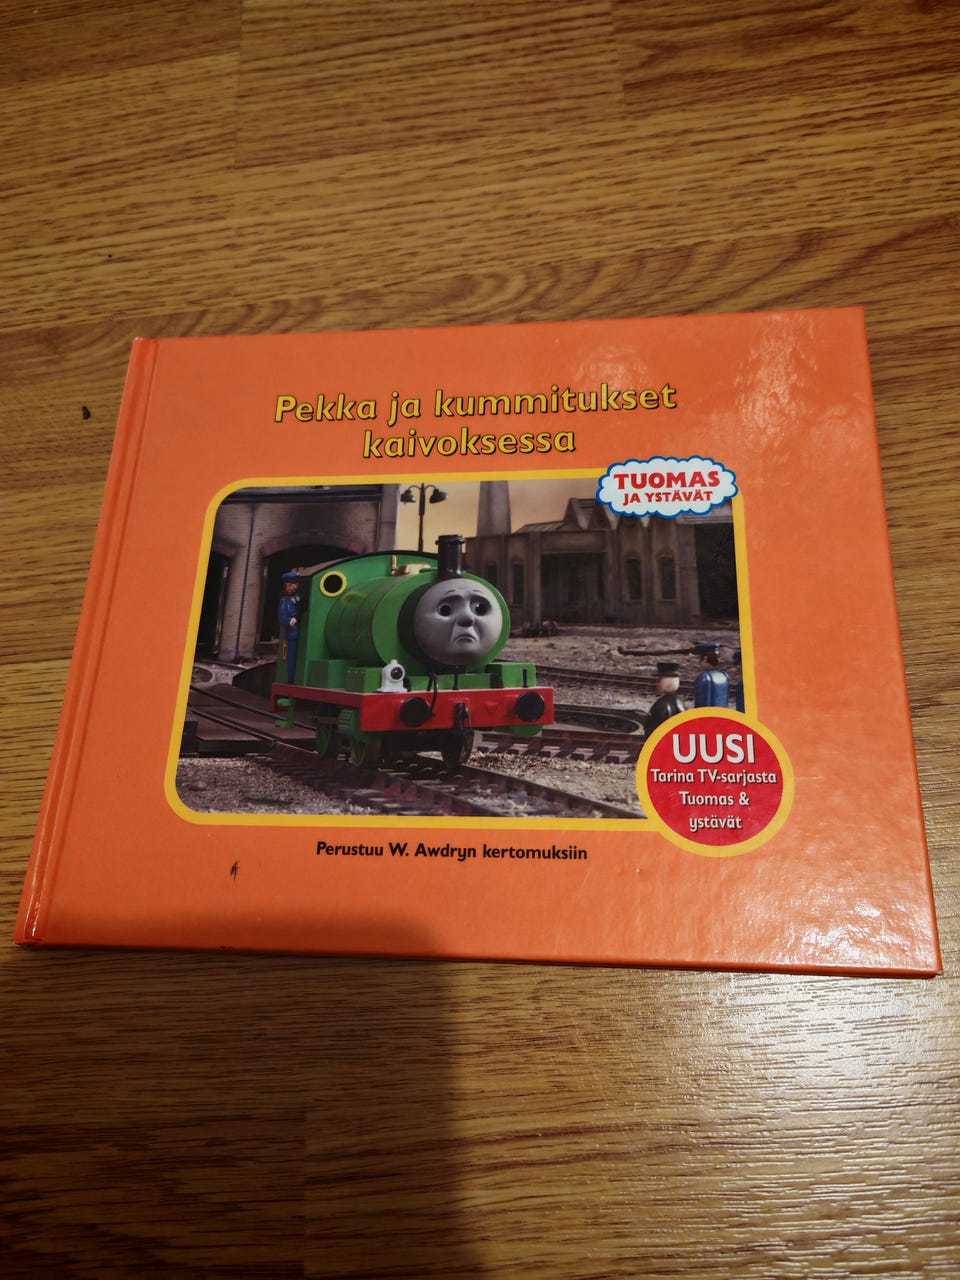 Pekka ja kummitukset
kaivoksessa
TUOMAS
JA YSTÄVÄT
UUSI
Tarina TV-sarjasta
Tuomas &
ystävät
Perustuu W. Awdryn kertomuksiin